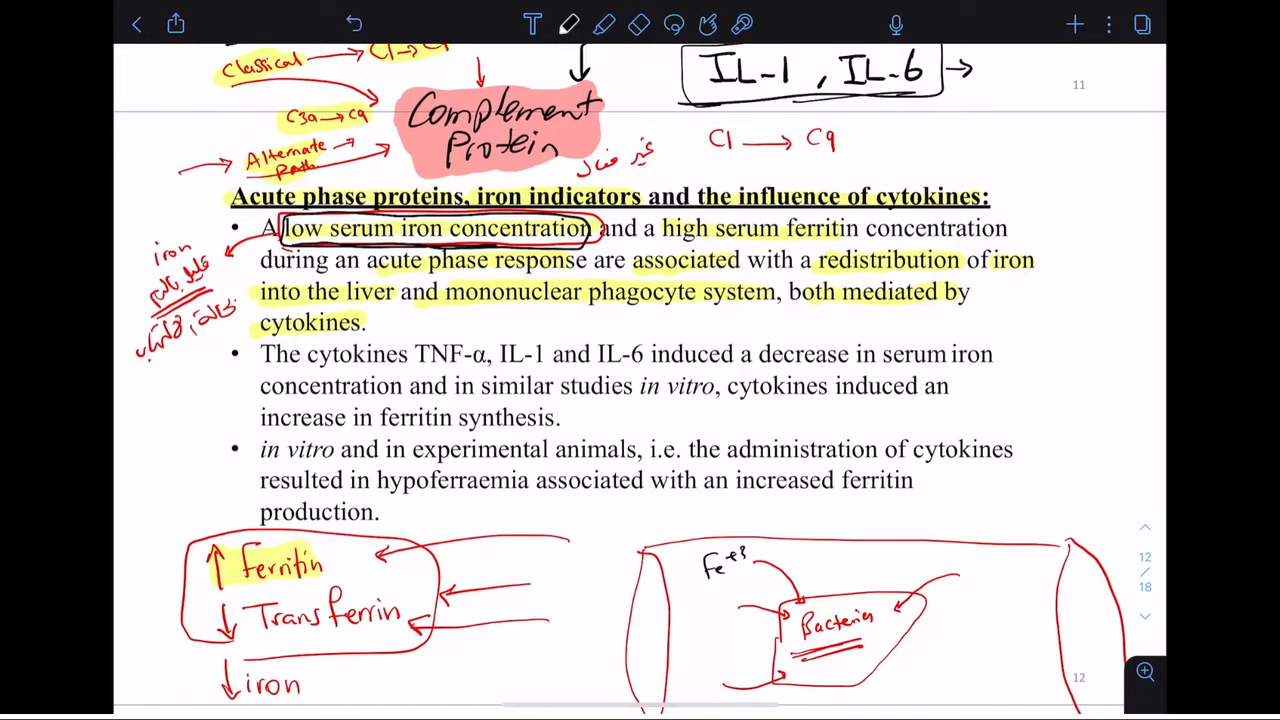 Classical
IL-1 , IL-6
11
C3a → C9
Complement
Protein
C1 → C9
Alternate
Path
غير فعال
Acute phase proteins, iron indicators and the influence of cytokines:
• A low serum iron concentration and a high serum ferritin concentration
during an acute phase response are associated with a redistribution of iron
into the liver and mononuclear phagocyte system, both mediated by
cytokines.
iron
• The cytokines TNF-α, IL-1 and IL-6 induced a decrease in serum iron
concentration and in similar studies in vitro, cytokines induced an
increase in ferritin synthesis.
• in vitro and in experimental animals, i.e. the administration of cytokines
resulted in hypoferraemia associated with an increased ferritin
production.
↑ ferritin
↓ Transferrin
↓ iron
Fe+3
Bacteria
12
/
18
12